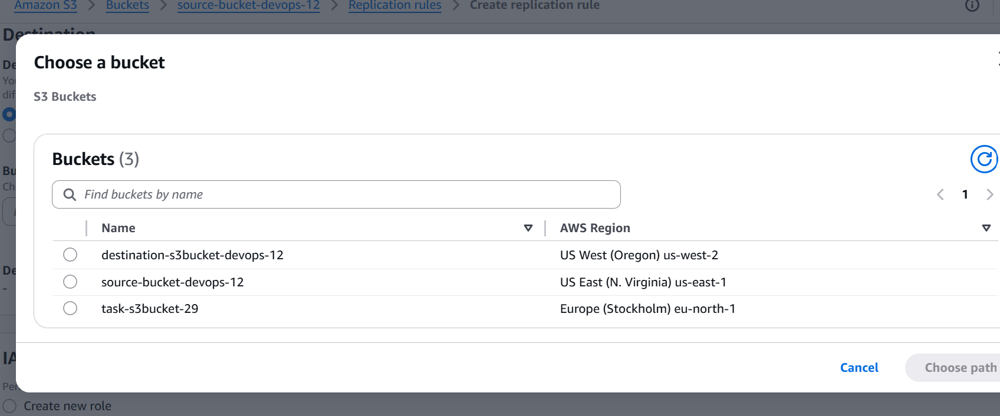 Amazon S3 > Buckets > source-bucket-devops-12 > Replication rules > Create replication rule
Choose a bucket
S3 Buckets
Buckets (3)
Find buckets by name
1
Name AWS Region
destination-s3bucket-devops-12 US West (Oregon) us-west-2
source-bucket-devops-12 US East (N. Virginia) us-east-1
task-s3bucket-29 Europe (Stockholm) eu-north-1
Cancel Choose path
Create new role